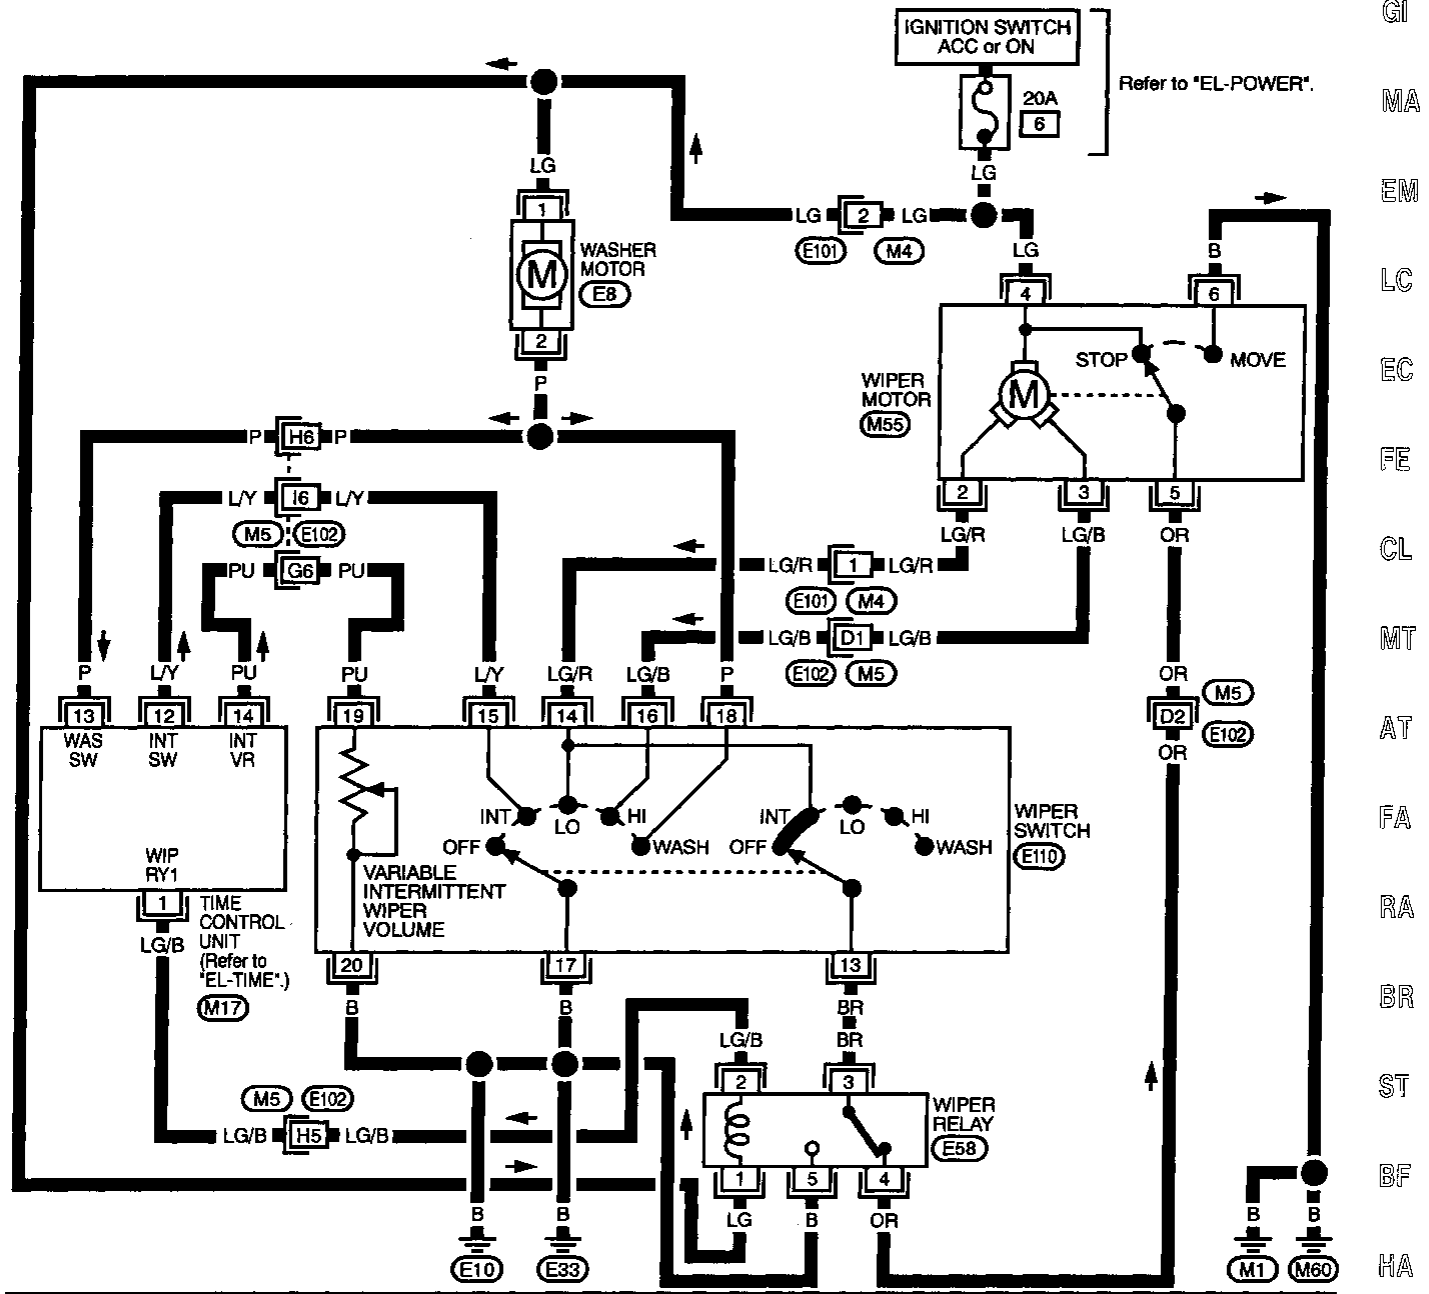 GI
IGNITION SWITCH
ACC or ON
20A
6
Refer to "EL-POWER".
MA
LG
LG
EM
LG 2 LG
E101 M4
LG
B
1
WASHER
MOTOR
E8
M
2
LC
4
6
STOP
MOVE
P
WIPER
MOTOR
M55
M
EC
P H6 P
FE
2
3
5
L/Y I6 L/Y
M5 E102
LG/R
LG/B
OR
CL
PU G6 PU
LG/R 1 LG/R
E101 M4
MT
LG/B D1 LG/B
E102 M5
P
L/Y
PU
PU
L/Y
LG/R
LG/B
P
OR
M5
13
12
14
19
15
14
16
18
D2
E102
AT
WAS
SW
INT
SW
INT
VR
OR
INT
LO
HI
OFF
WASH
INT
LO
HI
OFF
WASH
WIPER
SWITCH
E110
FA
WIP
RY1
VARIABLE
INTERMITTENT
WIPER
VOLUME
1
TIME
CONTROL
UNIT
(Refer to
"EL-TIME".)
M17
RA
LG/B
20
17
13
BR
B
B
BR
LG/B
BR
2
3
ST
M5 E102
LG/B H5 LG/B
WIPER
RELAY
E58
1
5
4
BF
B
B
LG
B
OR
B
B
E10
E33
M1
M60
HA